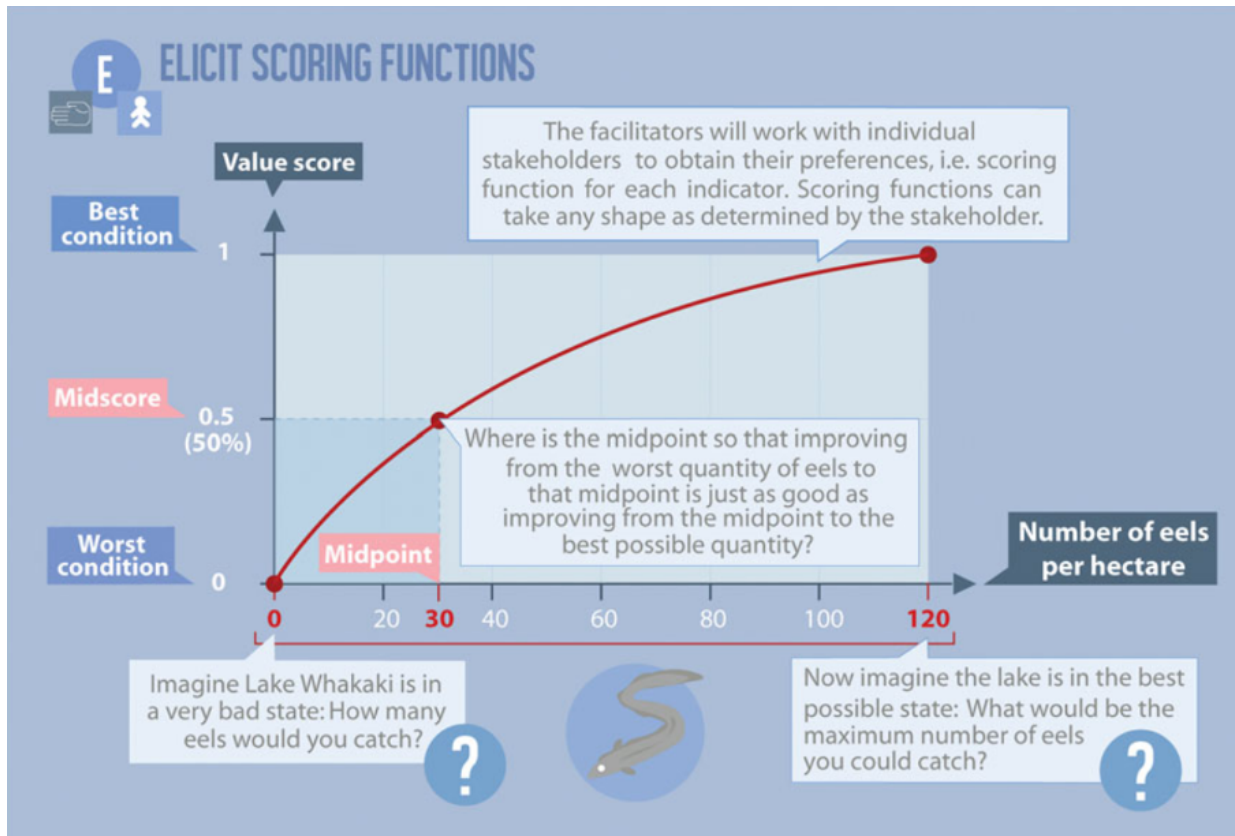 E
ELICIT SCORING FUNCTIONS
The facilitators will work with individual
stakeholders to obtain their preferences, i.e. scoring
function for each indicator. Scoring functions can
take any shape as determined by the stakeholder.
Value score
Best
condition
1
Midscore
0.5
(50%)
Where is the midpoint so that improving
from the worst quantity of eels to
that midpoint is just as good as
improving from the midpoint to the
best possible quantity?
Worst
condition
0
Midpoint
Number of eels
per hectare
0 20 30 40 60 80 100 120
Imagine Lake Whakaki is in
a very bad state: How many
eels would you catch?
?
Now imagine the lake is in the best
possible state: What would be the
maximum number of eels
you could catch?
?